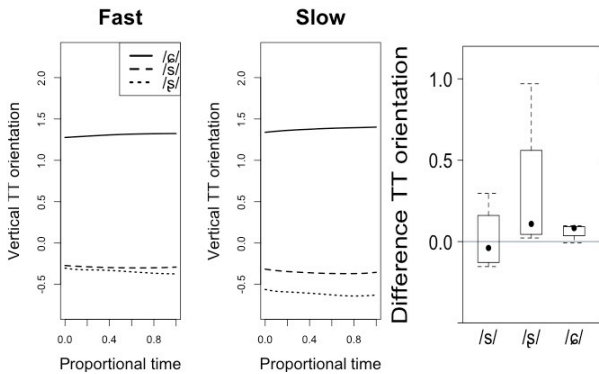 Fast
/ɕ/
/s/
/ʂ/
Vertical TT orientation
2.0
1.5
1.0
0.5
0.0
-0.5
0.0
0.4
0.8
Proportional time
Slow
Vertical TT orientation
2.0
1.5
1.0
0.5
0.0
-0.5
0.0
0.4
0.8
Proportional time
Difference TT orientation
1.0
0.5
0.0
/s/
/ʂ/
/ɕ/